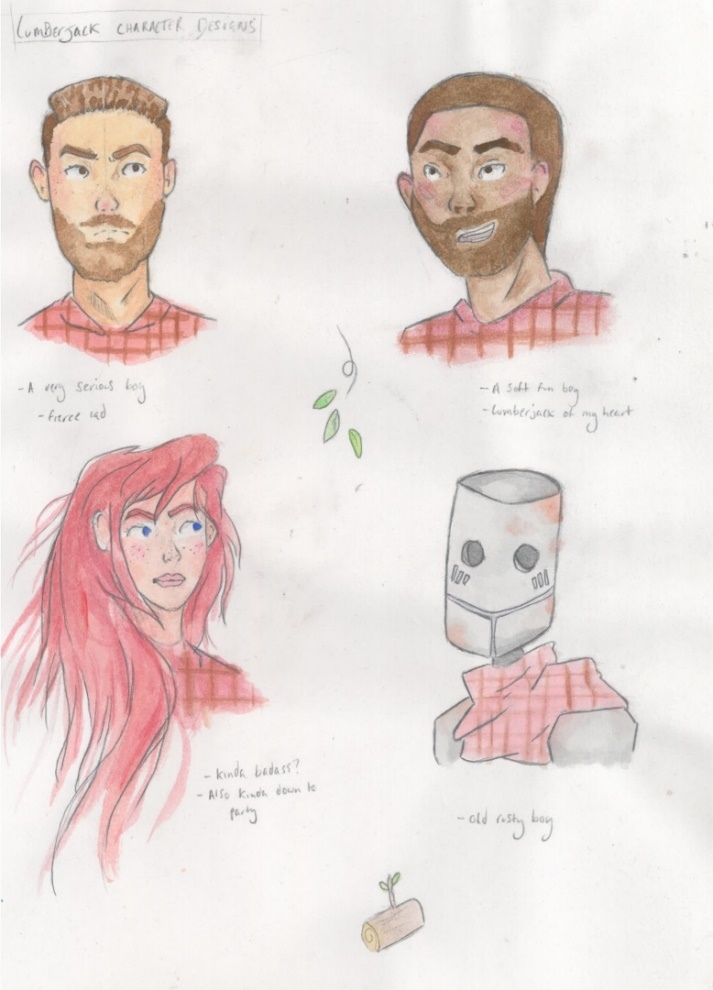 LUMBERJACK CHARACTER DESIGNS
- A very serious boy
- fierce lad
- A soft fun boy
- Lumberjack of my heart
- Kinda badass?
- Also kinda down to
party
- Old rusty boy